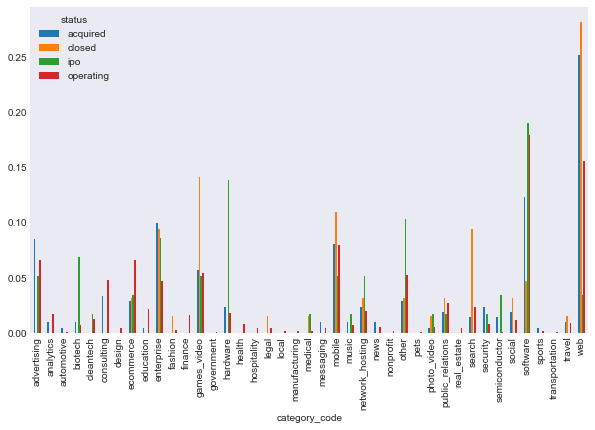 status
acquired
closed
ipo
operating
0.25
0.20
0.15
0.10
0.05
0.00
advertising
analytics
automotive
biotech
cleantech
consulting
design
ecommerce
education
enterprise
fashion
finance
games_video
government
hardware
health
hospitality
legal
local
manufacturing
medical
messaging
mobile
music
network_hosting
news
nonprofit
other
pets
photo_video
public_relations
real_estate
search
security
semiconductor
social
software
sports
transportation
travel
web
category_code